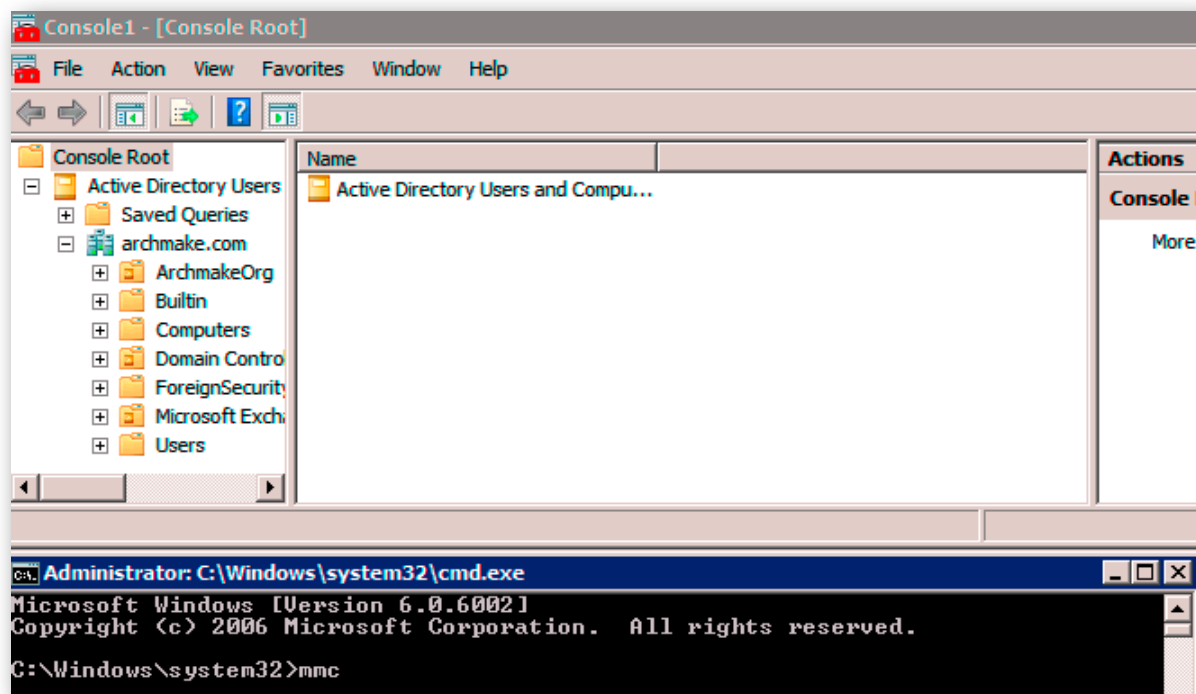 Console1 - [Console Root]
File Action View Favorites Window Help
Console Root
Active Directory Users
Saved Queries
archmake.com
ArchmakeOrg
Builtin
Computers
Domain Contro
ForeignSecurity
Microsoft Excha
Users
Name
Active Directory Users and Compu...
Actions
Console
More
Administrator: C:\Windows\system32\cmd.exe
Microsoft Windows [Version 6.0.6002]
Copyright (c) 2006 Microsoft Corporation. All rights reserved.
C:\Windows\system32>mmc